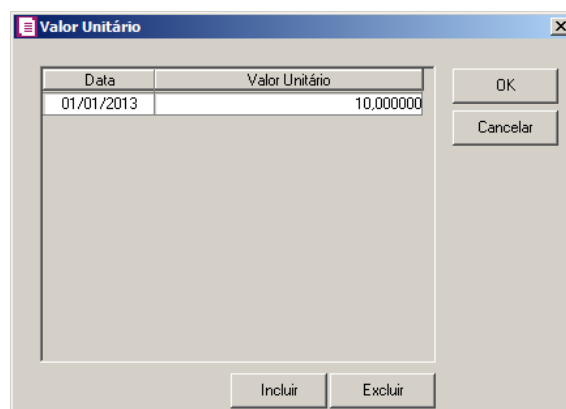 Valor Unitário
Data Valor Unitário
01/01/2013 10,000000
OK
Cancelar
Incluir Excluir